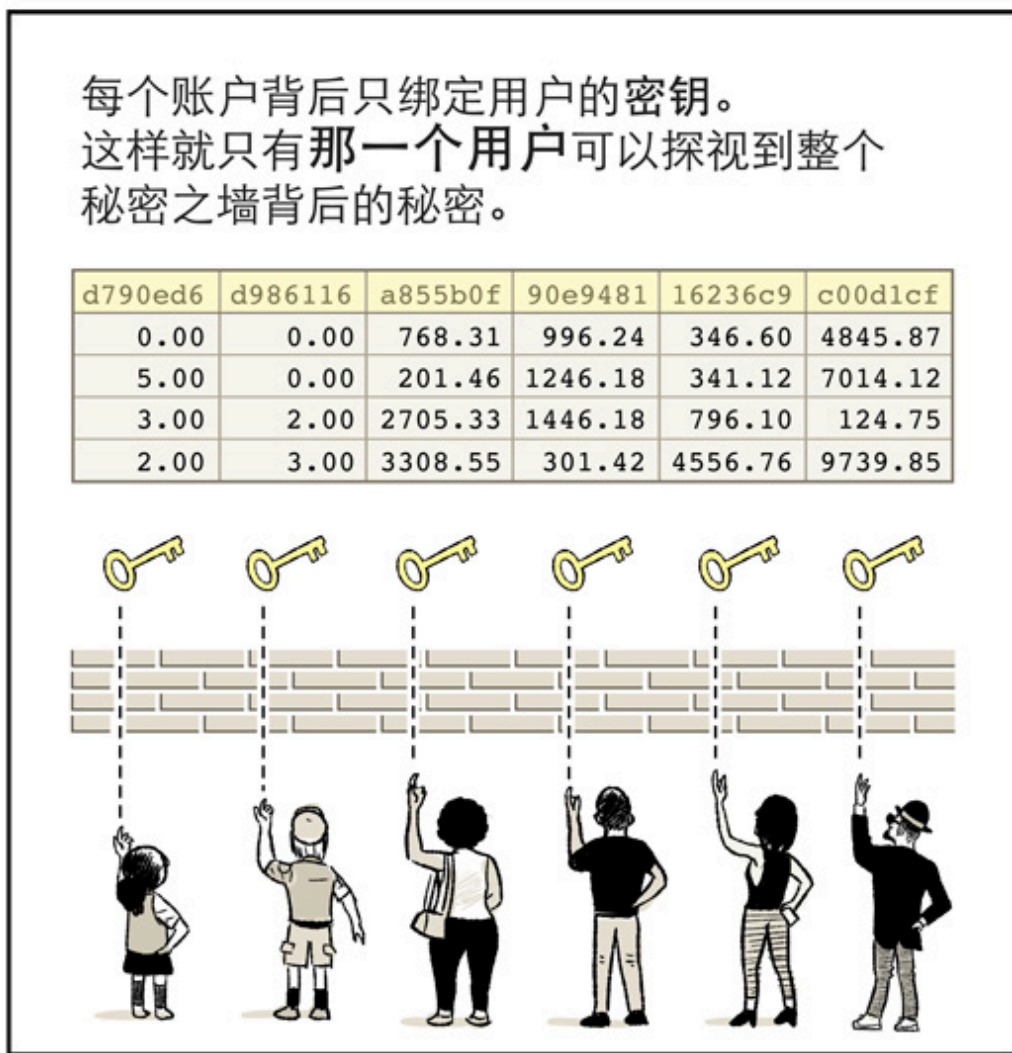 每个账户背后只绑定用户的密钥。
这样就只有那一个用户可以探视到整个
秘密之墙背后的秘密。
d790ed6 d986116 a855b0f 90e9481 16236c9 c00d1cf
0.00 0.00 768.31 996.24 346.60 4845.87
5.00 0.00 201.46 1246.18 341.12 7014.12
3.00 2.00 2705.33 1446.18 796.10 124.75
2.00 3.00 3308.55 301.42 4556.76 9739.85